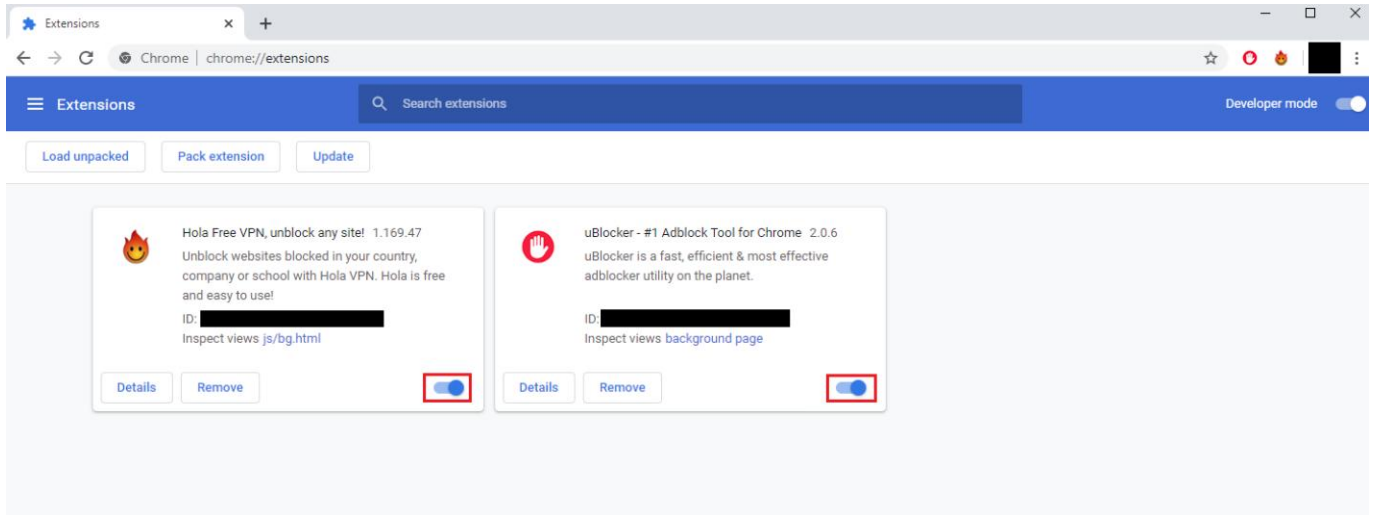 Extensions
Chrome | chrome://extensions
Extensions
Search extensions
Developer mode
Load unpacked
Pack extension
Update
Hola Free VPN, unblock any site! 1.169.47
Unblock websites blocked in your country,
company or school with Hola VPN. Hola is free
and easy to use!
ID:
Inspect views js/bg.html
Details
Remove
uBlocker - #1 Adblock Tool for Chrome 2.0.6
uBlocker is a fast, efficient & most effective
adblocker utility on the planet.
ID:
Inspect views background page
Details
Remove